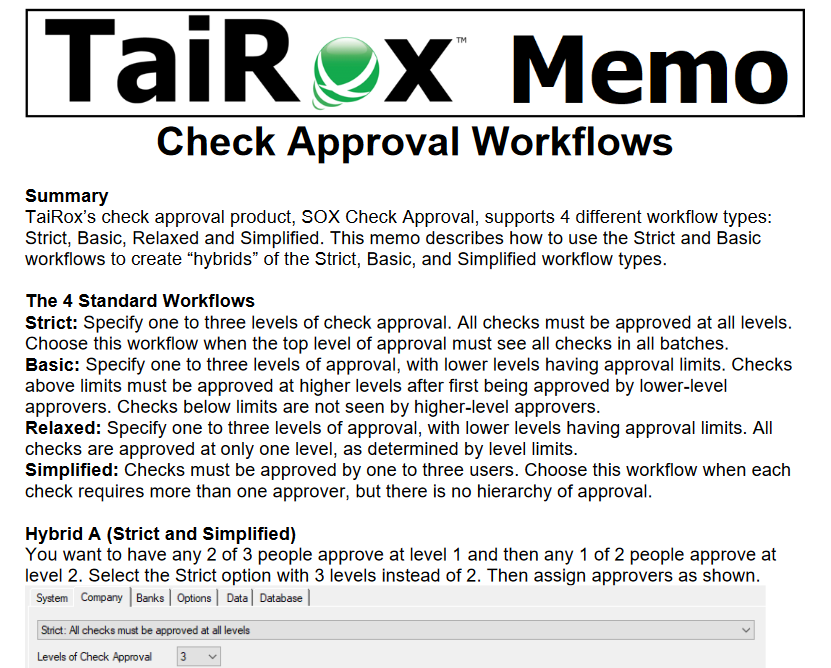 TaiRox™ Memo
Check Approval Workflows
Summary
TaiRox's check approval product, SOX Check Approval, supports 4 different workflow types:
Strict, Basic, Relaxed and Simplified. This memo describes how to use the Strict and Basic
workflows to create “hybrids” of the Strict, Basic, and Simplified workflow types.
The 4 Standard Workflows
Strict: Specify one to three levels of check approval. All checks must be approved at all levels.
Choose this workflow when the top level of approval must see all checks in all batches.
Basic: Specify one to three levels of approval, with lower levels having approval limits. Checks
above limits must be approved at higher levels after first being approved by lower-level
approvers. Checks below limits are not seen by higher-level approvers.
Relaxed: Specify one to three levels of approval, with lower levels having approval limits. All
checks are approved at only one level, as determined by level limits.
Simplified: Checks must be approved by one to three users. Choose this workflow when each
check requires more than one approver, but there is no hierarchy of approval.
Hybrid A (Strict and Simplified)
You want to have any 2 of 3 people approve at level 1 and then any 1 of 2 people approve at
level 2. Select the Strict option with 3 levels instead of 2. Then assign approvers as shown.
System Company Banks Options Data Database
Strict: All checks must be approved at all levels
Levels of Check Approval 3